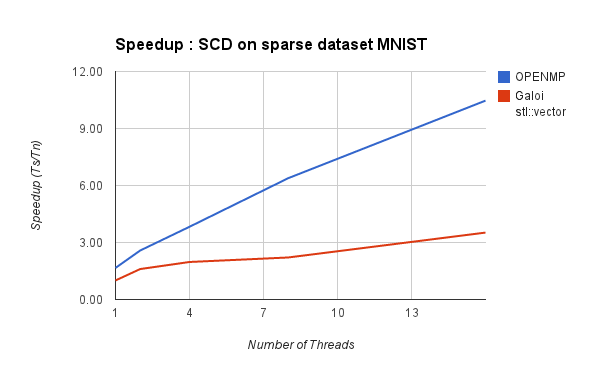 Speedup : SCD on sparse dataset MNIST
12.00
9.00
6.00
3.00
0.00
Speedup (Ts/Tn)
1 4 7 10 13
Number of Threads
OPENMP
Galoi
stl::vector